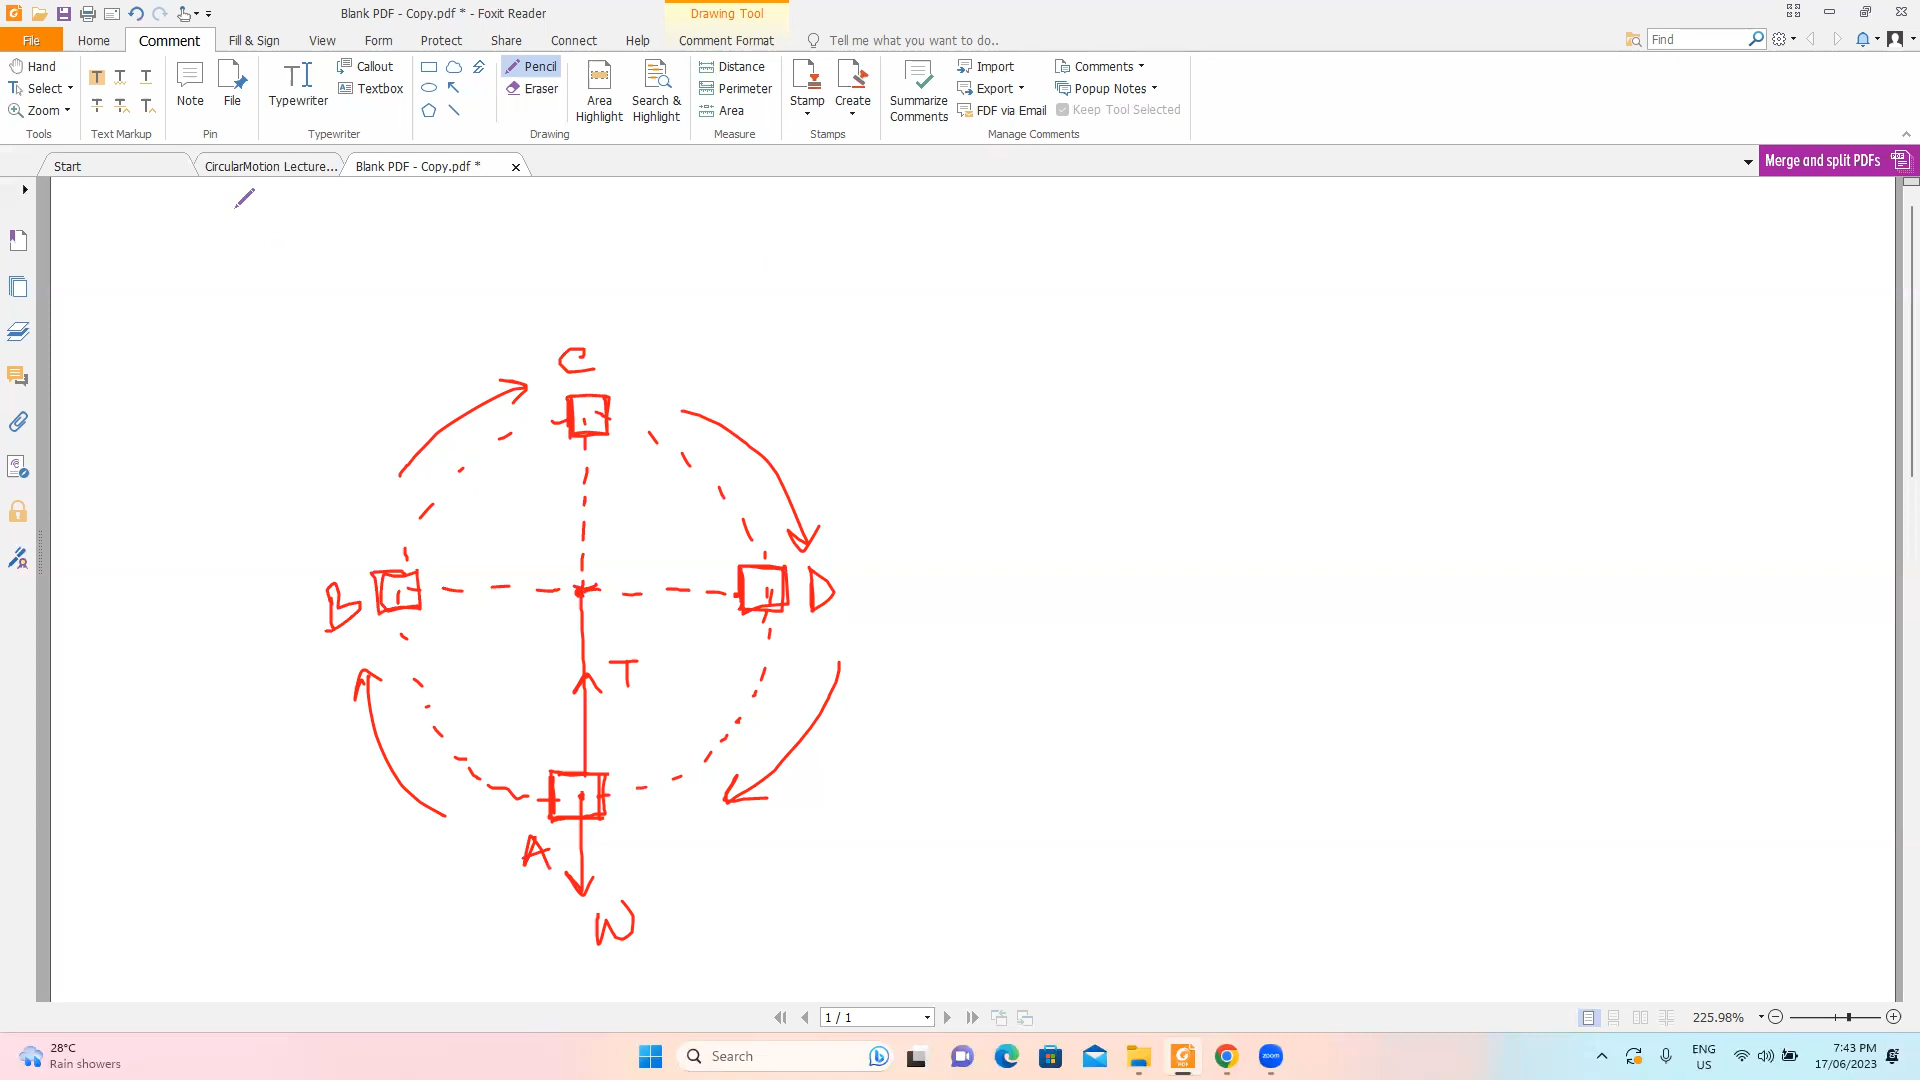 Blank PDF - Copy.pdf * - Foxit Reader
Drawing Tool
File Home Comment Fill & Sign View Form Protect Share Connect Help Comment Format Tell me what you want to do.. Find
Hand
Select
Zoom
Tools
T T T
T T T
Text Markup
Note
File
Pin
Typewriter
Callout
Textbox
Typewriter
Pencil
Eraser
Area Highlight
Search & Highlight
Drawing
Distance
Perimeter
Area
Measure
Stamp
Create
Stamps
Summarize Comments
Import
Export
FDF via Email
Comments
Popup Notes
Keep Tool Selected
Manage Comments
Start
CircularMotion Lecture...
Blank PDF - Copy.pdf *
Merge and split PDFs
C
B
D
T
A
W
1 / 1
225.98%
28°C
Rain showers
Search
zoom
ENG
US
7:43 PM
17/06/2023